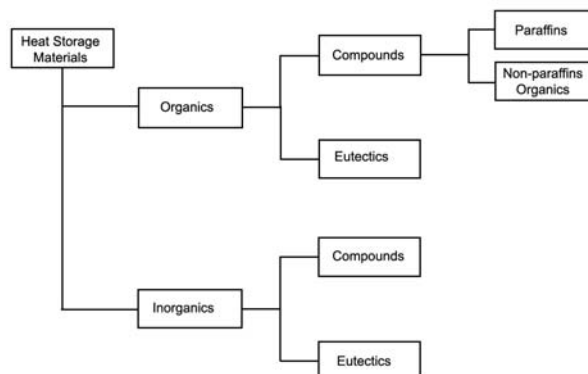 Heat Storage
Materials
Organics
Compounds
Paraffins
Non-paraffins
Organics
Eutectics
Inorganics
Compounds
Eutectics